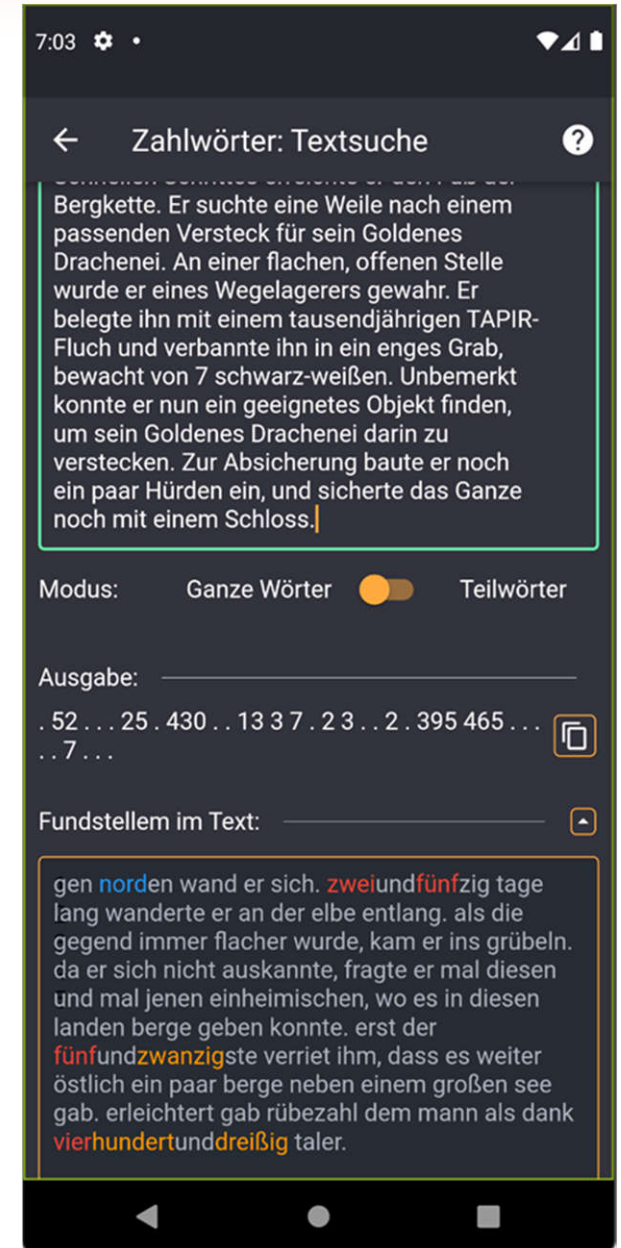 7:03
Zahlwörter: Textsuche
?
Bergkette. Er suchte eine Weile nach einem
passenden Versteck für sein Goldenes
Drachenei. An einer flachen, offenen Stelle
wurde er eines Wegelagerers gewahr. Er
belegte ihn mit einem tausendjährigen TAPIR-
Fluch und verbannte ihn in ein enges Grab,
bewacht von 7 schwarz-weißen. Unbemerkt
konnte er nun ein geeignetes Objekt finden,
um sein Goldenes Drachenei darin zu
verstecken. Zur Absicherung baute er noch
ein paar Hürden ein, und sicherte das Ganze
noch mit einem Schloss.
Modus: Ganze Wörter Teilwörter
Ausgabe:
. 52 . . . 25 . 430 . . 13 3 7 . 2 3 . . 2 . 395 465 . . .
. . 7 . . .
Fundstellem im Text:
gen norden wand er sich. zweiundfünfzig tage
lang wanderte er an der elbe entlang. als die
gegend immer flacher wurde, kam er ins grübeln.
da er sich nicht auskannte, fragte er mal diesen
und mal jenen einheimischen, wo es in diesen
landen berge geben konnte. erst der
fünfundzwanzigste verriet ihm, dass es weiter
östlich ein paar berge neben einem großen see
gab. erleichtert gab rübezahl dem mann als dank
vierhundertunddreißig taler.